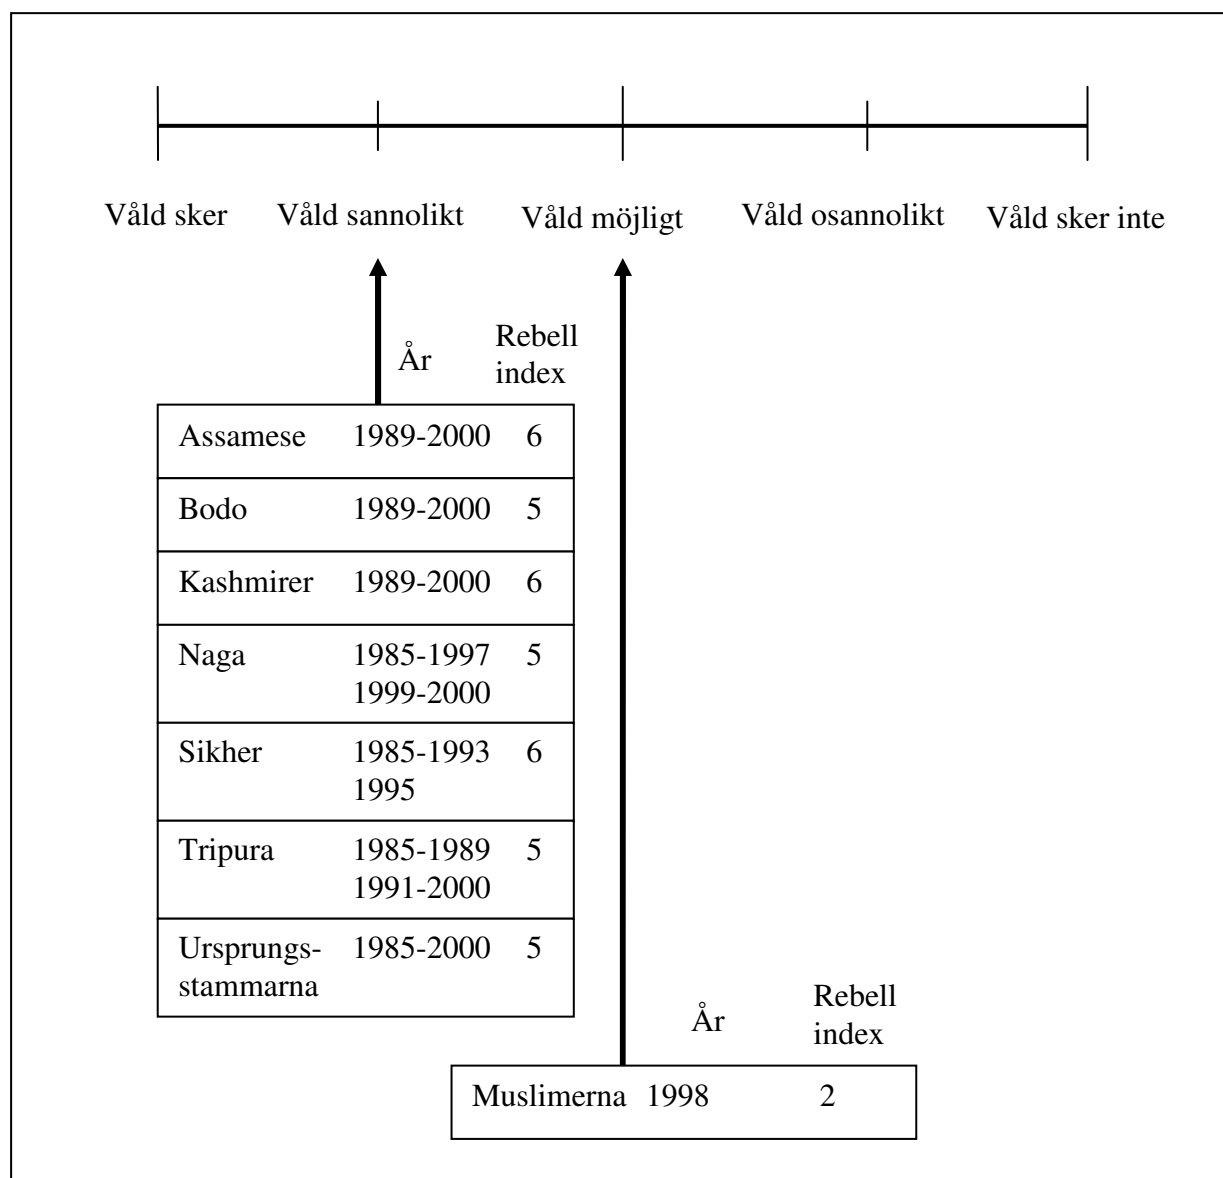 Våld sker Våld sannolikt Våld möjligt Våld osannolikt Våld sker inte
År Rebell
index
Assamese 1989-2000 6
Bodo 1989-2000 5
Kashmirer 1989-2000 6
Naga 1985-1997 5
1999-2000
Sikher 1985-1993 6
1995
Tripura 1985-1989 5
1991-2000
Ursprungs- 1985-2000 5
stammarna
År Rebell
index
Muslimerna 1998 2